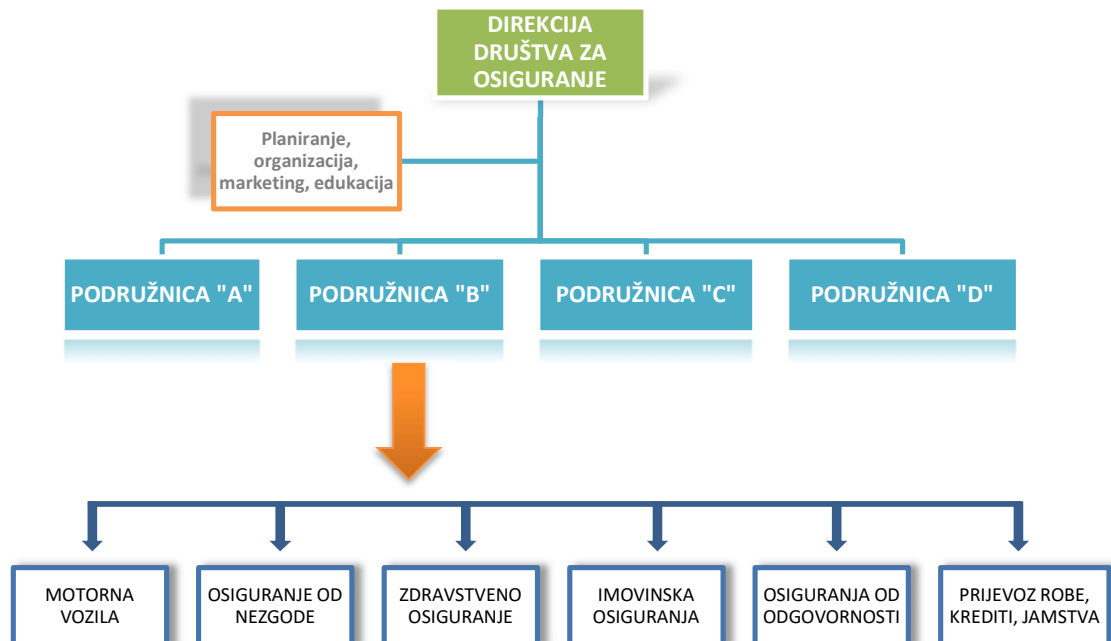 DIREKCIJA
DRUŠTVA ZA
OSIGURANJE
Planiranje,
organizacija,
marketing, edukacija
PODRUŽNICA "A"
PODRUŽNICA "B"
PODRUŽNICA "C"
PODRUŽNICA "D"
MOTORNA
VOZILA
OSIGURANJE OD
NEZGODE
ZDRAVSTVENO
OSIGURANJE
IMOVINSKA
OSIGURANJA
OSIGURANJA OD
ODGOVORNOSTI
PRIJEVOZ ROBE,
KREDITI, JAMSTVA